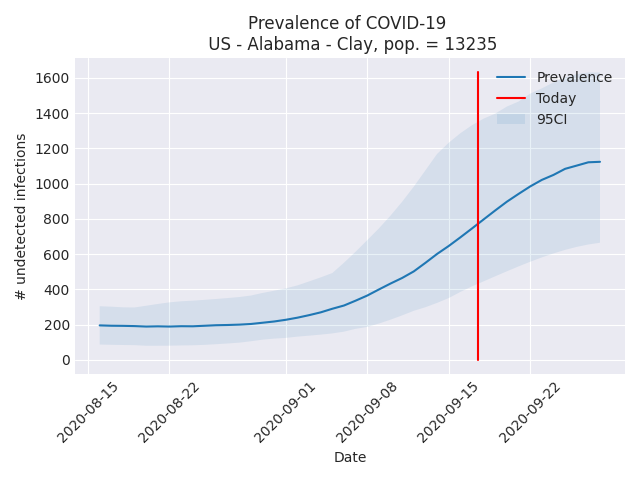 Prevalence of COVID-19
US - Alabama - Clay, pop. = 13235
Prevalence
Today
95CI
# undetected infections
1600
1400
1200
1000
800
600
400
200
0
2020-08-15
2020-08-22
2020-09-01
2020-09-08
2020-09-15
2020-09-22
Date